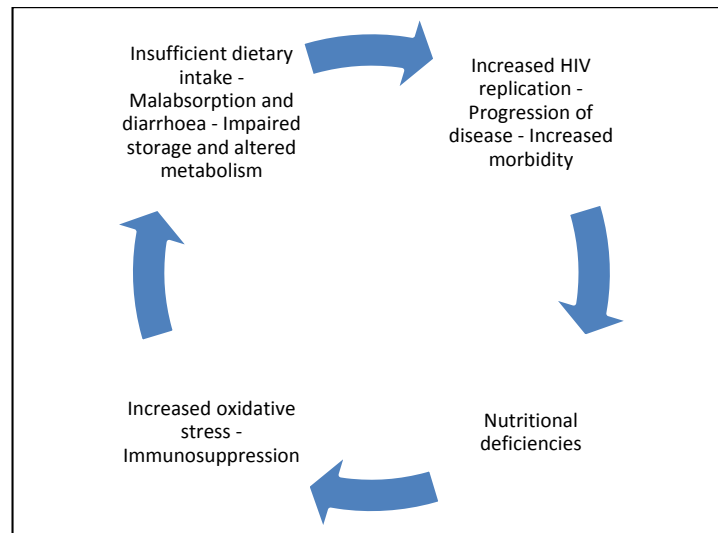 Insufficient dietary
intake -
Malabsorption and
diarrhoea - Impaired
storage and altered
metabolism
Increased HIV
replication -
Progression of
disease - Increased
morbidity
Nutritional
deficiencies
Increased oxidative
stress -
Immunosuppression